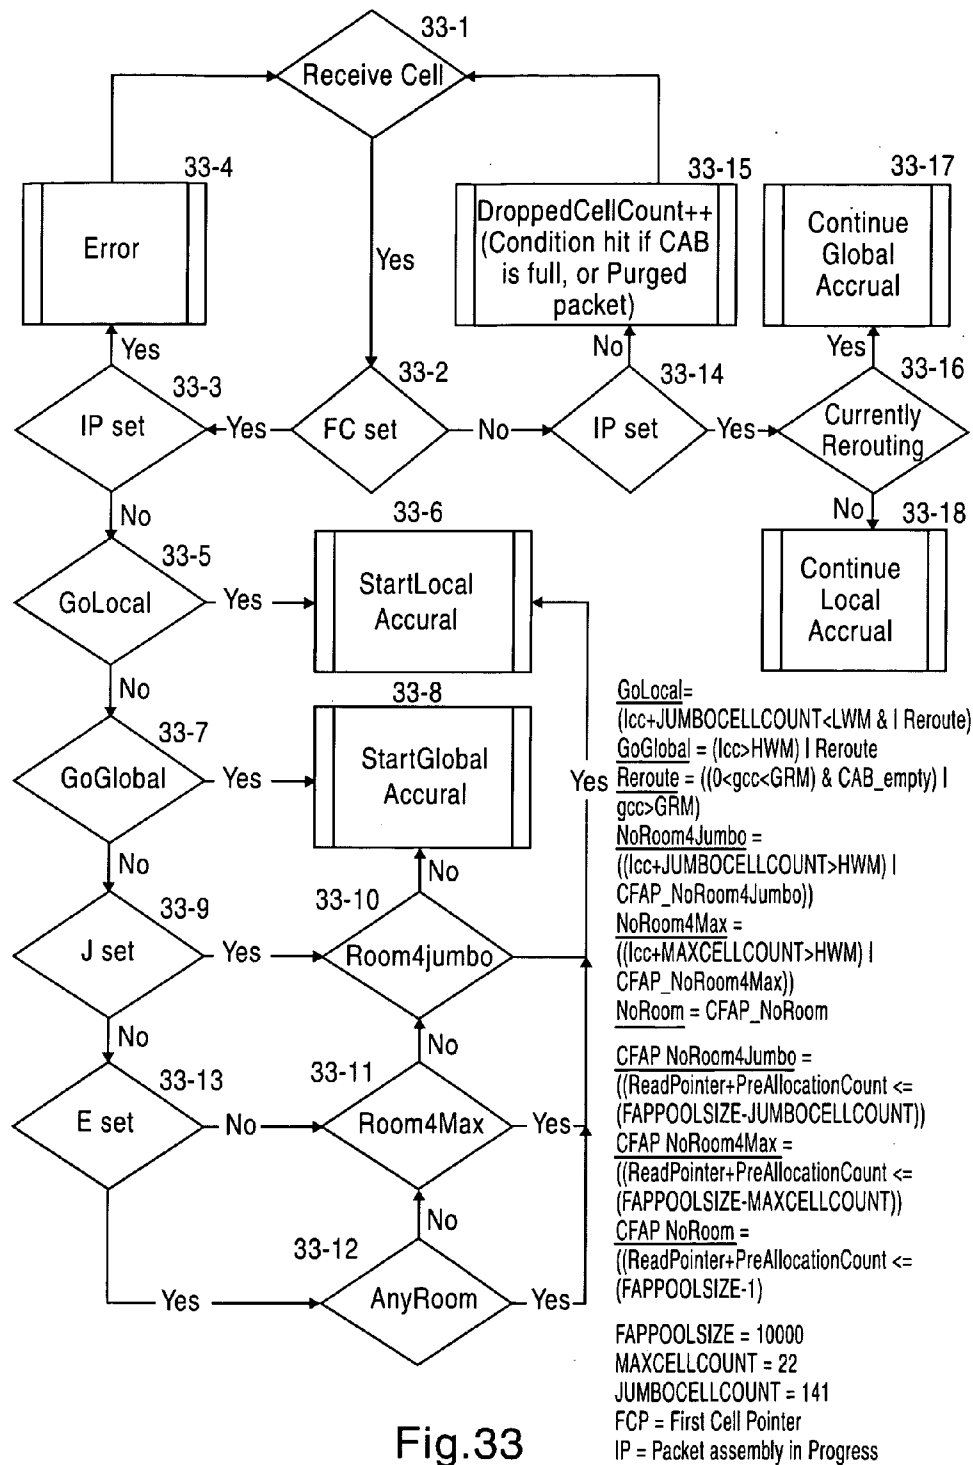 33-1
Receive Cell
33-4
Error
Yes
33-15
DroppedCellCount++
(Condition hit if CAB
is full, or Purged
packet)
33-17
Continue
Global
Accrual
Yes
No
Yes
33-3
IP set
Yes
33-2
FC set
No
33-14
IP set
Yes
33-16
Currently
Rerouting
No
No
33-18
Continue
Local
Accrual
33-5
GoLocal
Yes
33-6
StartLocal
Accural
No
33-7
GoGlobal
Yes
33-8
StartGlobal
Accural
Yes
No
No
33-9
J set
Yes
33-10
Room4jumbo
No
No
33-13
E set
No
33-11
Room4Max
Yes
No
33-12
Yes
AnyRoom
Yes
GoLocal=
(lcc+JUMBOCELLCOUNT<LWM & | Reroute)
GoGlobal = (lcc>HWM) | Reroute
Reroute = ((0<gcc<GRM) & CAB_empty) |
gcc>GRM)
NoRoom4Jumbo =
((lcc+JUMBOCELLCOUNT>HWM) |
CFAP_NoRoom4Jumbo))
NoRoom4Max =
((lcc+MAXCELLCOUNT>HWM) |
CFAP_NoRoom4Max))
NoRoom = CFAP_NoRoom
CFAP NoRoom4Jumbo =
((ReadPointer+PreAllocationCount <=
(FAPPOOLSIZE-JUMBOCELLCOUNT))
CFAP NoRoom4Max =
((ReadPointer+PreAllocationCount <=
(FAPPOOLSIZE-MAXCELLCOUNT))
CFAP NoRoom =
((ReadPointer+PreAllocationCount <=
(FAPPOOLSIZE-1)
FAPPOOLSIZE = 10000
MAXCELLCOUNT = 22
JUMBOCELLCOUNT = 141
FCP = First Cell Pointer
IP = Packet assembly in Progress
Fig.33